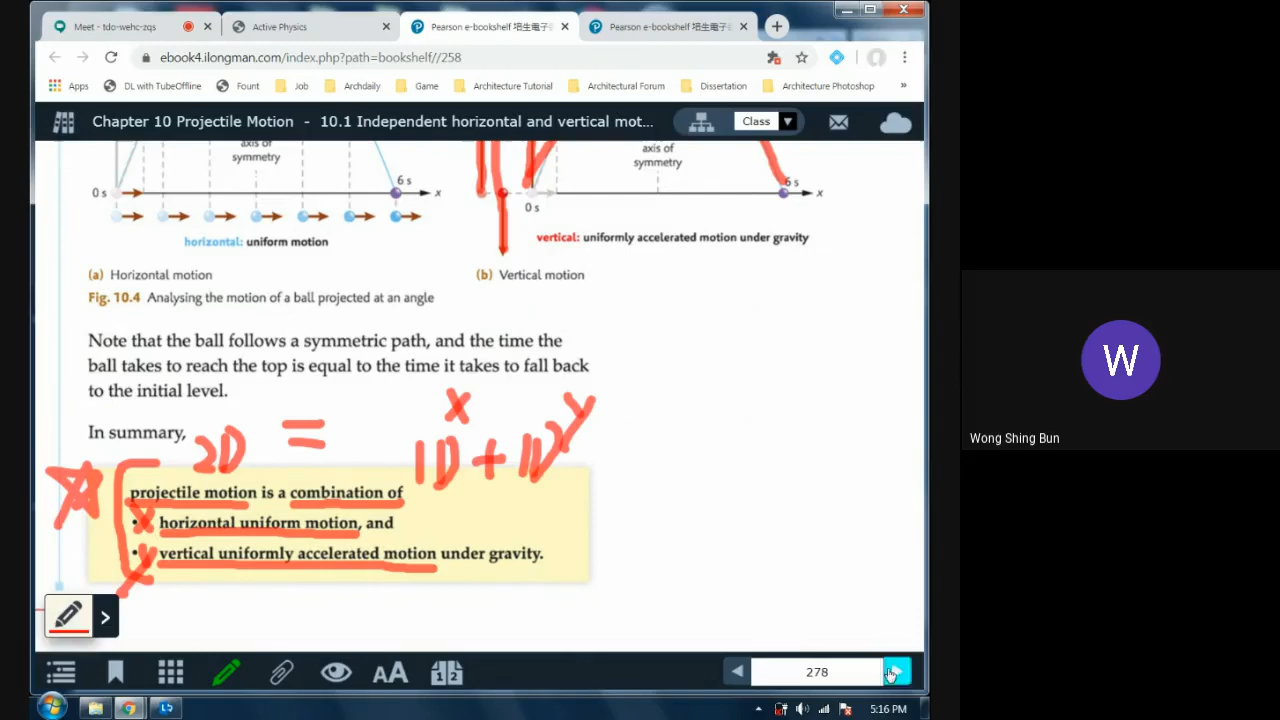 Meet - tdo-wehc-zqs
Active Physics
Pearson e-bookshelf 培生電子
Pearson e-bookshelf 培生電子
ebook4.ilongman.com/index.php?path=bookshelf//258
Apps
DL with TubeOffline
Fount
Job
Archdaily
Game
Architecture Tutorial
Architectural Forum
Dissertation
Architecture Photoshop
»
Chapter 10 Projectile Motion - 10.1 Independent horizontal and vertical mot...
Class
axis of
symmetry
0 s
6 s
x
horizontal: uniform motion
(a) Horizontal motion
axis of
symmetry
0 s
6 s
x
vertical: uniformly accelerated motion under gravity
(b) Vertical motion
Fig. 10.4 Analysing the motion of a ball projected at an angle
Note that the ball follows a symmetric path, and the time the
ball takes to reach the top is equal to the time it takes to fall back
to the initial level.
x y
In summary,
2D = 1D + 1D
projectile motion is a combination of
• x horizontal uniform motion, and
• y vertical uniformly accelerated motion under gravity.
AA
1 2
278
5:16 PM
W
Wong Shing Bun